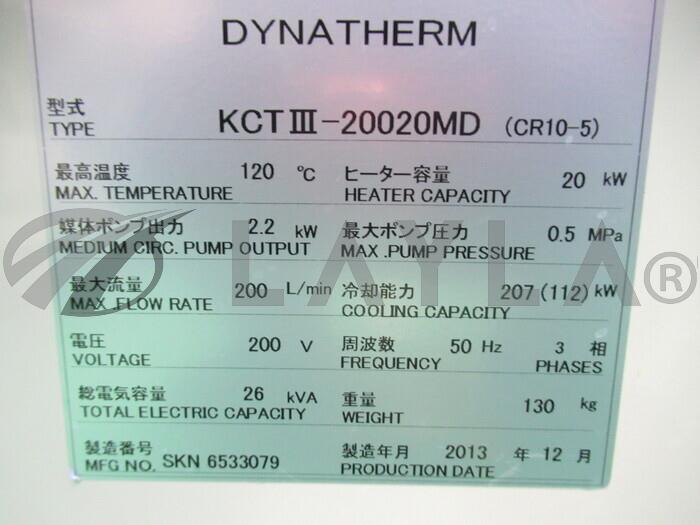 DYNATHERM
型式
TYPE KCTⅢ-20020MD (CR10-5)
最高温度 120 ℃ ヒーター容量 20 kW
MAX. TEMPERATURE HEATER CAPACITY
媒体ポンプ出力 2.2 kW 最大ポンプ圧力 0.5 MPa
MEDIUM CIRC. PUMP OUTPUT MAX.PUMP PRESSURE
LAYLA®
最大流量 200 L/min 冷却能力 207(112)kW
MAX.FLOW RATE COOLING CAPACITY
電圧 200 V 周波数 50 Hz 3 相
VOLTAGE FREQUENCY PHASES
総電気容量 26 kVA 重量 130 kg
TOTAL ELECTRIC CAPACITY WEIGHT
製造番号 製造年月 2013 年 12 月
MFG NO. SKN 6533079 PRODUCTION DATE